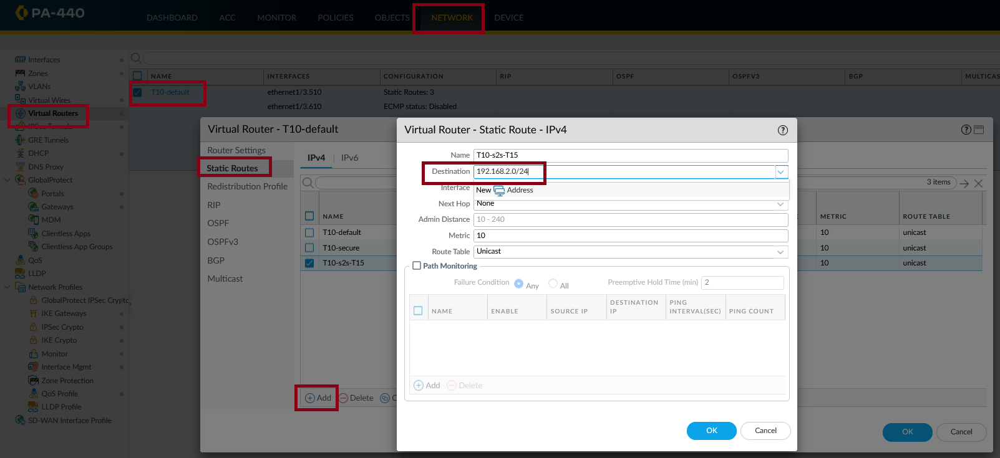 PA-440
DASHBOARD ACC MONITOR POLICIES OBJECTS NETWORK DEVICE
Interfaces
Zones
VLANs
Virtual Wires
Virtual Routers
IPSec Tunnels
GRE Tunnels
DHCP
DNS Proxy
GlobalProtect
Portals
Gateways
MDM
Clientless Apps
Clientless App Groups
QoS
LLDP
Network Profiles
GlobalProtect IPSec Crypto
IKE Gateways
IPSec Crypto
IKE Crypto
Monitor
Interface Mgmt
Zone Protection
QoS Profile
LLDP Profile
SD-WAN Interface Profile
NAME INTERFACES CONFIGURATION RIP OSPF OSPFV3 BGP MULTICAS
T10-default ethernet1/3.510 Static Routes: 3
ethernet1/3.610 ECMP status: Disabled
Virtual Router - T10-default
Router Settings
Static Routes
Redistribution Profile
RIP
OSPF
OSPFv3
BGP
Multicast
IPv4 IPv6
3 items
NAME METRIC ROUTE TABLE
T10-default 10 unicast
T10-secure 10 unicast
T10-s2s-T15 10 unicast
Add Delete C
OK Cancel
Virtual Router - Static Route - IPv4
Name T10-s2s-T15
Destination 192.168.2.0/24
Interface
New Address
Next Hop None
Admin Distance 10 - 240
Metric 10
Route Table Unicast
Path Monitoring
Failure Condition Any All Preemptive Hold Time (min) 2
NAME ENABLE SOURCE IP DESTINATION IP PING INTERVAL(SEC) PING COUNT
Add Delete
OK Cancel